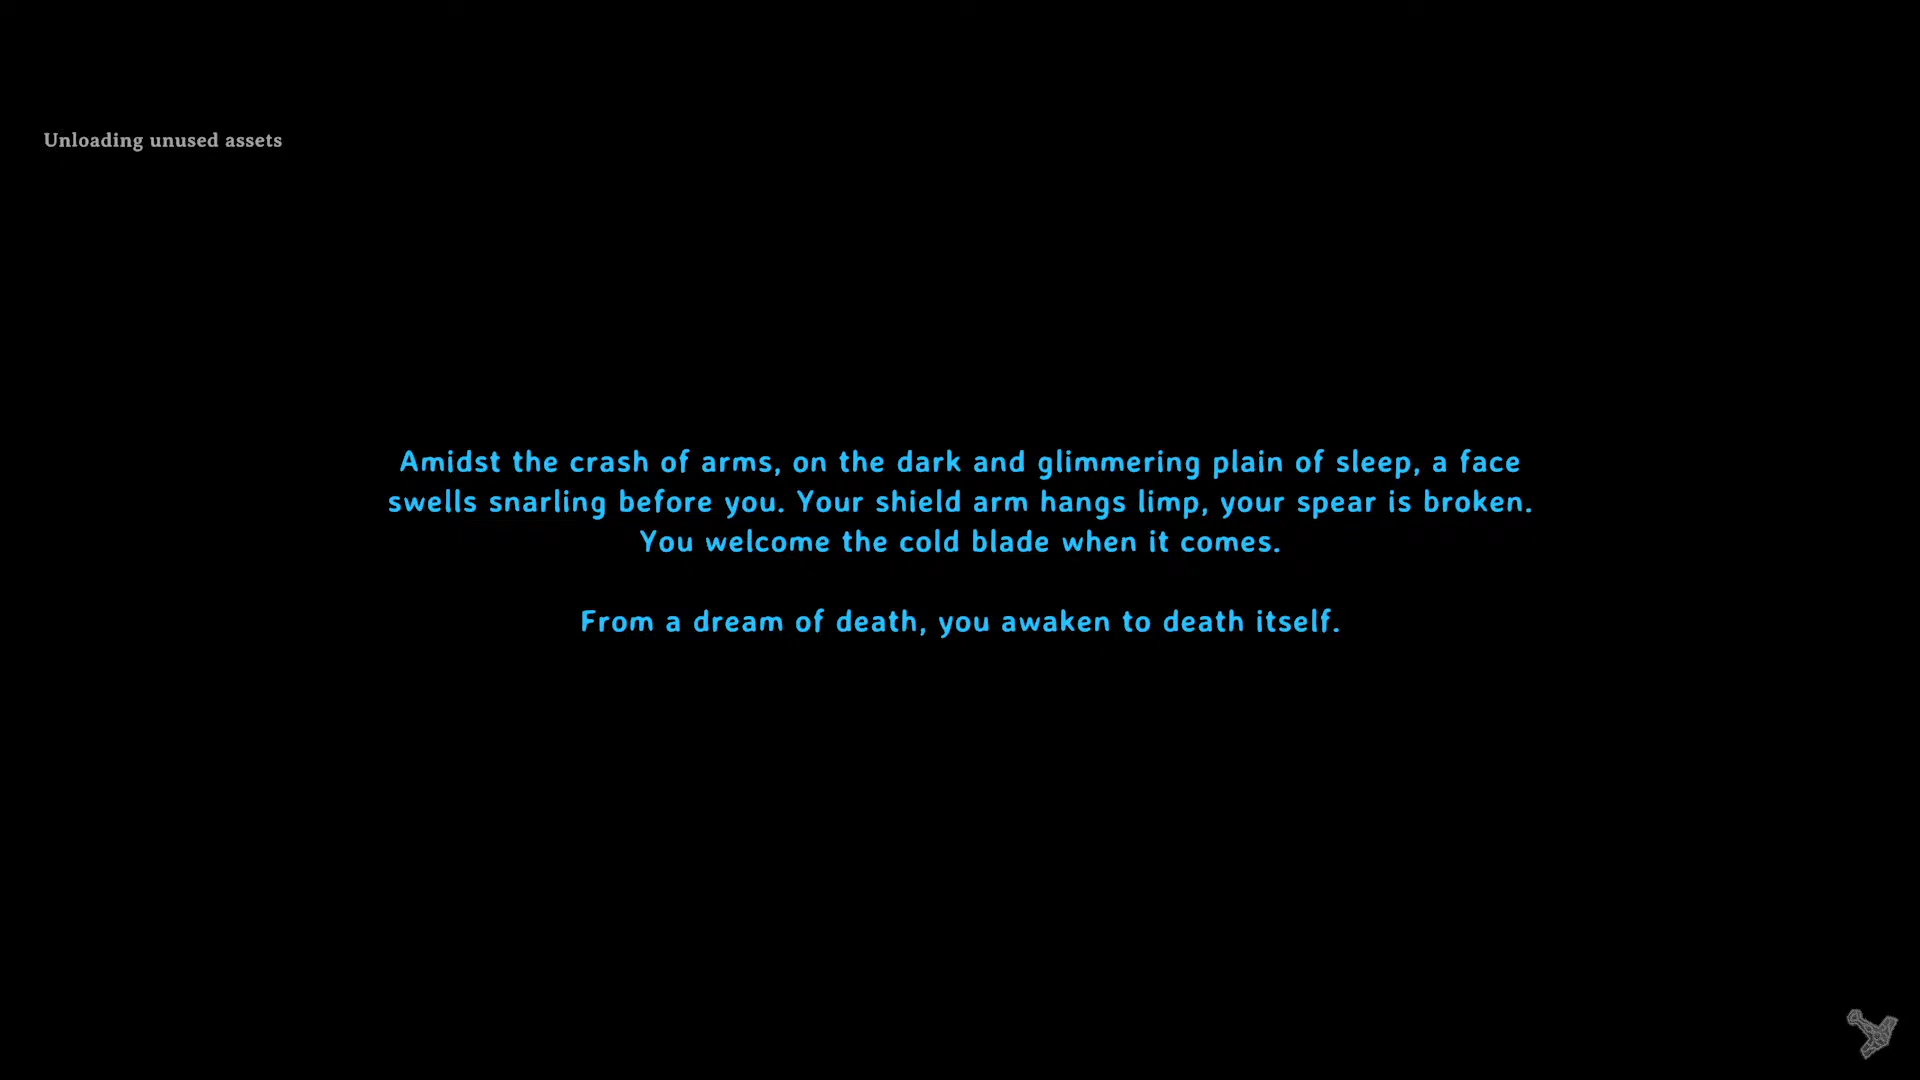 Unloading unused assets
Amidst the crash of arms, on the dark and glimmering plain of sleep, a face
swells snarling before you. Your shield arm hangs limp, your spear is broken.
You welcome the cold blade when it comes.
From a dream of death, you awaken to death itself.